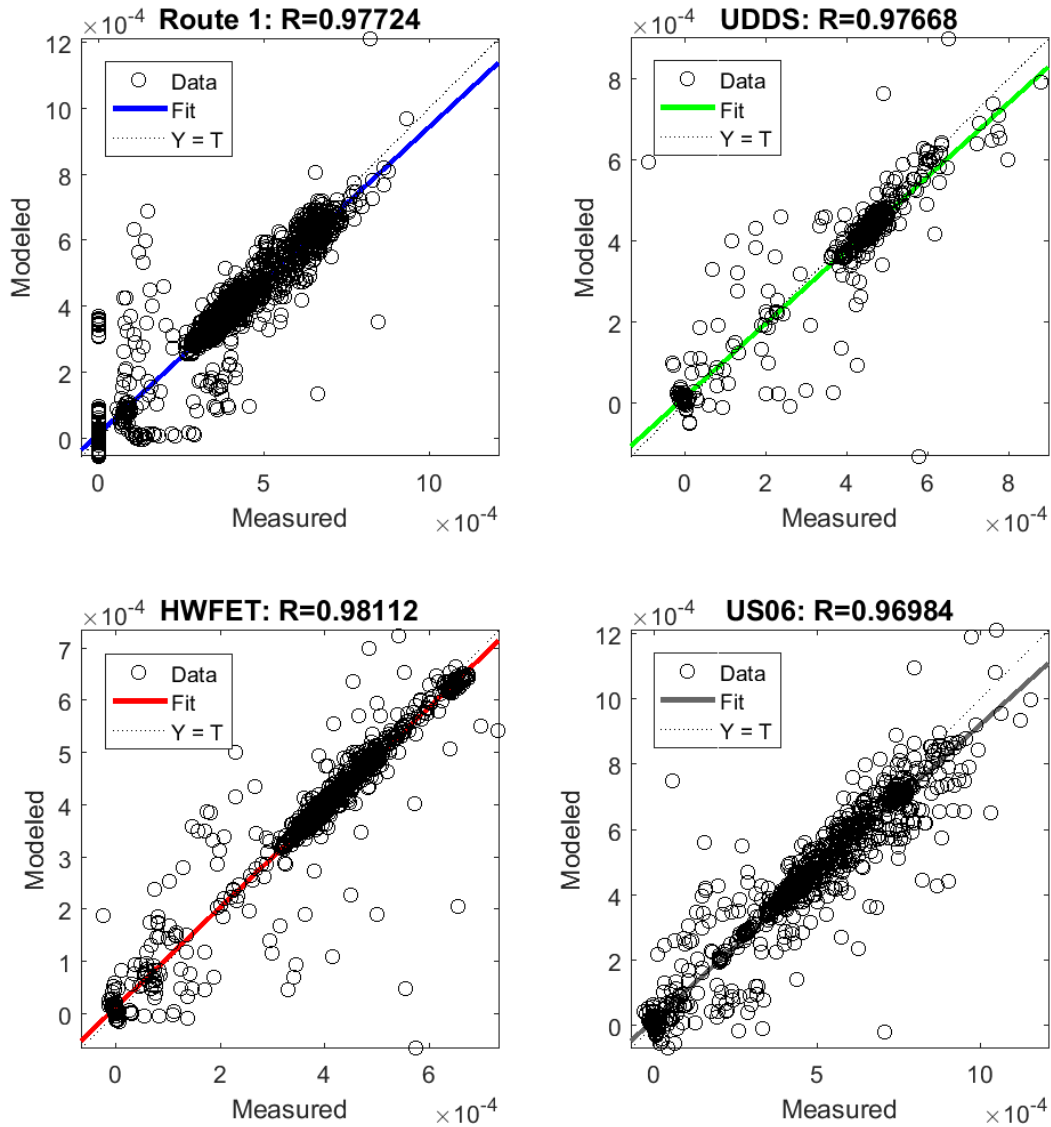 Route 1: R=0.97724
×10-4
12
10
8
6
4
2
0
Modeled
Data
Fit
Y = T
0
5
10
Measured
×10-4
UDDS: R=0.97668
×10-4
8
6
4
2
0
Modeled
Data
Fit
Y = T
0
2
4
6
8
Measured
×10-4
HWFET: R=0.98112
×10-4
7
6
5
4
3
2
1
0
Modeled
Data
Fit
Y = T
0
2
4
6
Measured
×10-4
US06: R=0.96984
×10-4
12
10
8
6
4
2
0
Modeled
Data
Fit
Y = T
0
5
10
Measured
×10-4